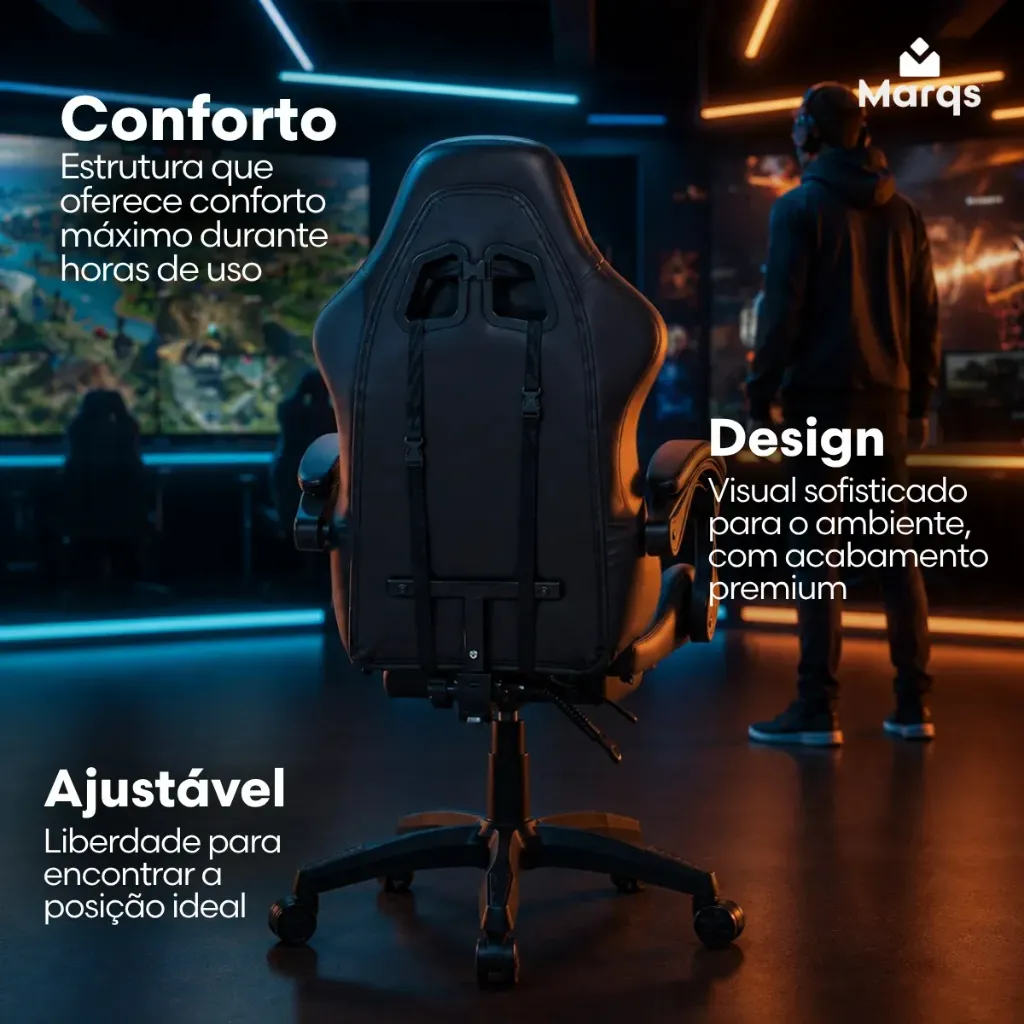 Marqs
Conforto
Estrutura que
oferece conforto
máximo durante
horas de uso
Design
Visual sofisticado
para o ambiente,
com acabamento
premium
Ajustável
Liberdade para
encontrar a
posição ideal